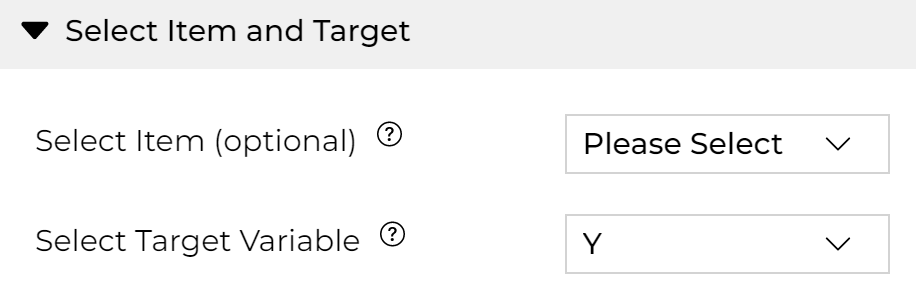 Select Item and Target
Select Item (optional) ? Please Select
Select Target Variable ? Y